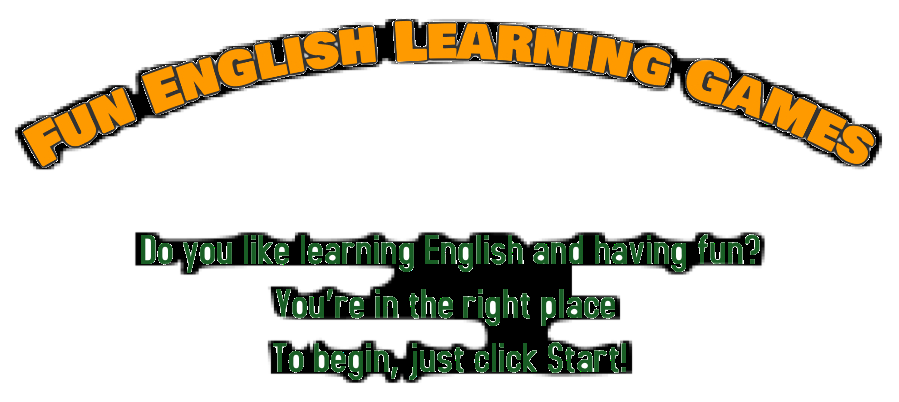 Fun English Learning Games
Do you like learning English and having fun?
You're in the right place
To begin, just click Start!